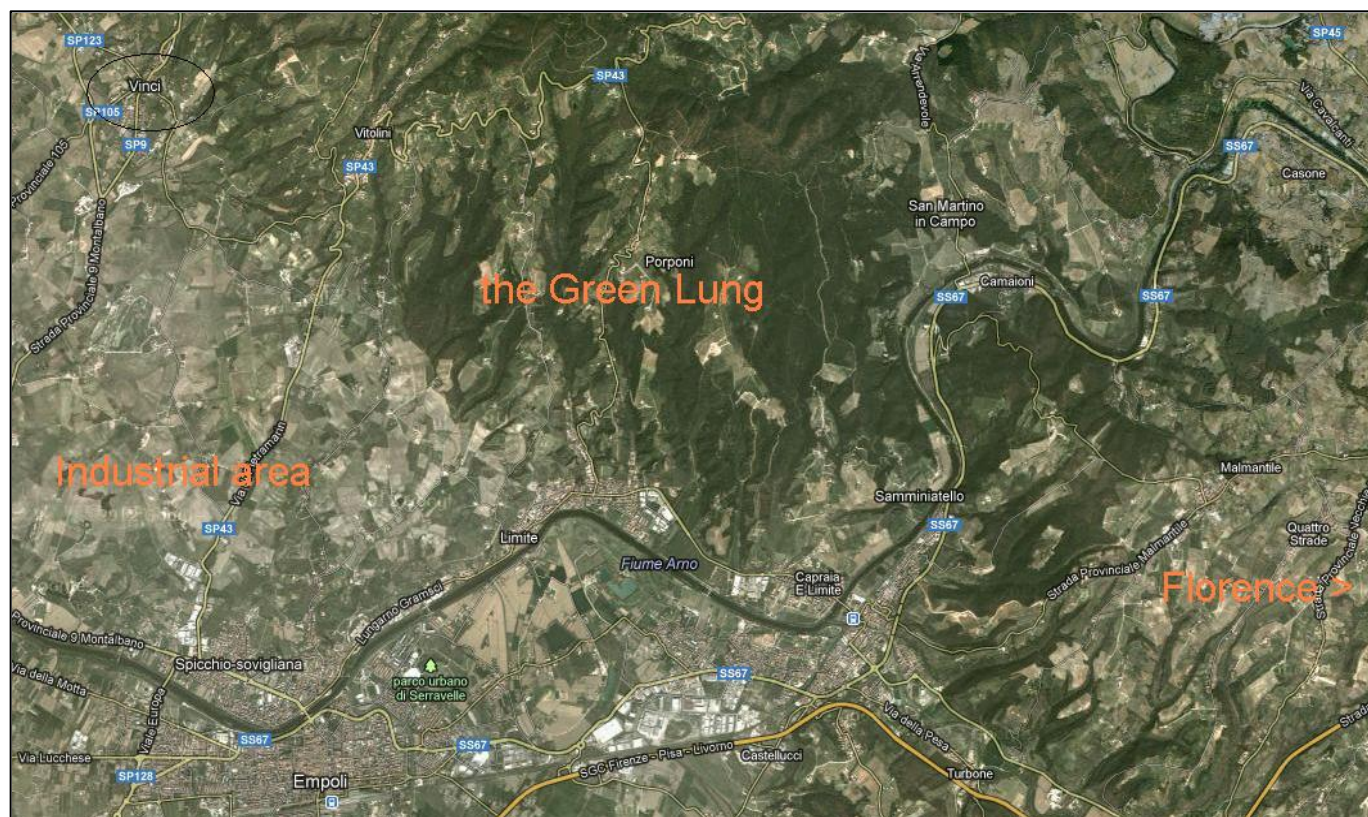 SP123
SP45
Vinci
SP43
Via Arrendevole
Via Cavalcanti
SP105
Vitolini
SP9
SS67
Provinciale 105
SP43
Casone
San Martino
in Campo
Porponi
the Green Lung
Camaioni
SS67
SS67
Strada Provinciale 9 Montalbano
Industrial area
Malmantile
Samminiatello
SP43
SS67
Quattro
Strade
Limite
Fiume Arno
Capraia
E Limite
Strada Provinciale Malmantile
Florence >
Lungarno Gramsci
Provinciale 9 Montalbano
Spicchio-sovigliana
parco urbano
di Serravelle
SS67
Via della Motta
Viale Europa
Via della Pesa
SS67
SS67
Via Lucchese
SGC Firenze - Pisa - Livorno
Castellucci
SP128
Empoli
Turbone
Strada